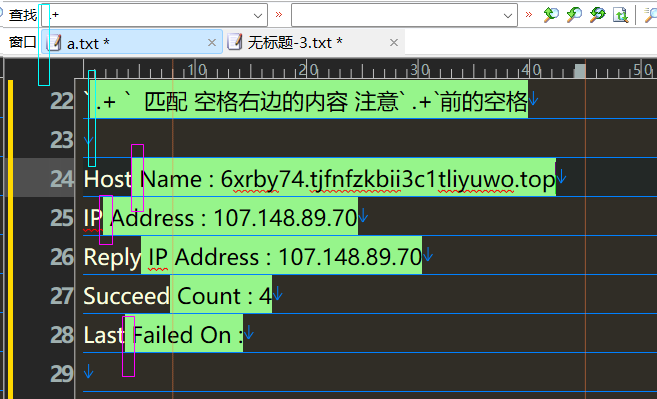 查找 .+
窗口 a.txt * 无标题-3.txt *
10 20 30 40 50
22 ` .+ ` 匹配 空格右边的内容 注意` .+`前的空格
23
24 Host Name : 6xrby74.tjfnfzkbii3c1tliyuwo.top
25 IP Address : 107.148.89.70
26 Reply IP Address : 107.148.89.70
27 Succeed Count : 4
28 Last Failed On :
29